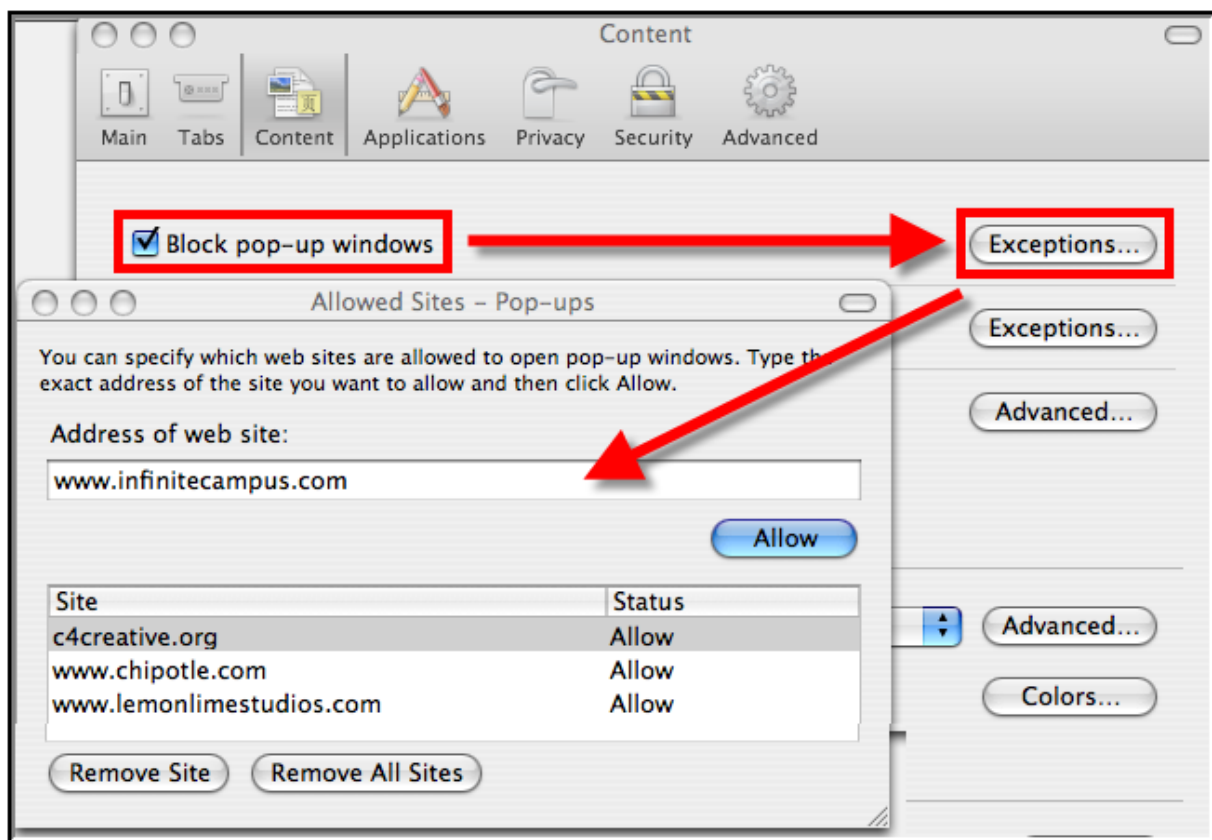 Content
Main Tabs Content Applications Privacy Security Advanced
Block pop-up windows Exceptions...
Allowed Sites – Pop-ups
Exceptions...
You can specify which web sites are allowed to open pop-up windows. Type the
exact address of the site you want to allow and then click Allow.
Advanced...
Address of web site:
www.infinitecampus.com
Allow
Site Status
c4creative.org Allow
Advanced...
www.chipotle.com Allow
www.lemonlimestudios.com Allow
Colors...
Remove Site Remove All Sites